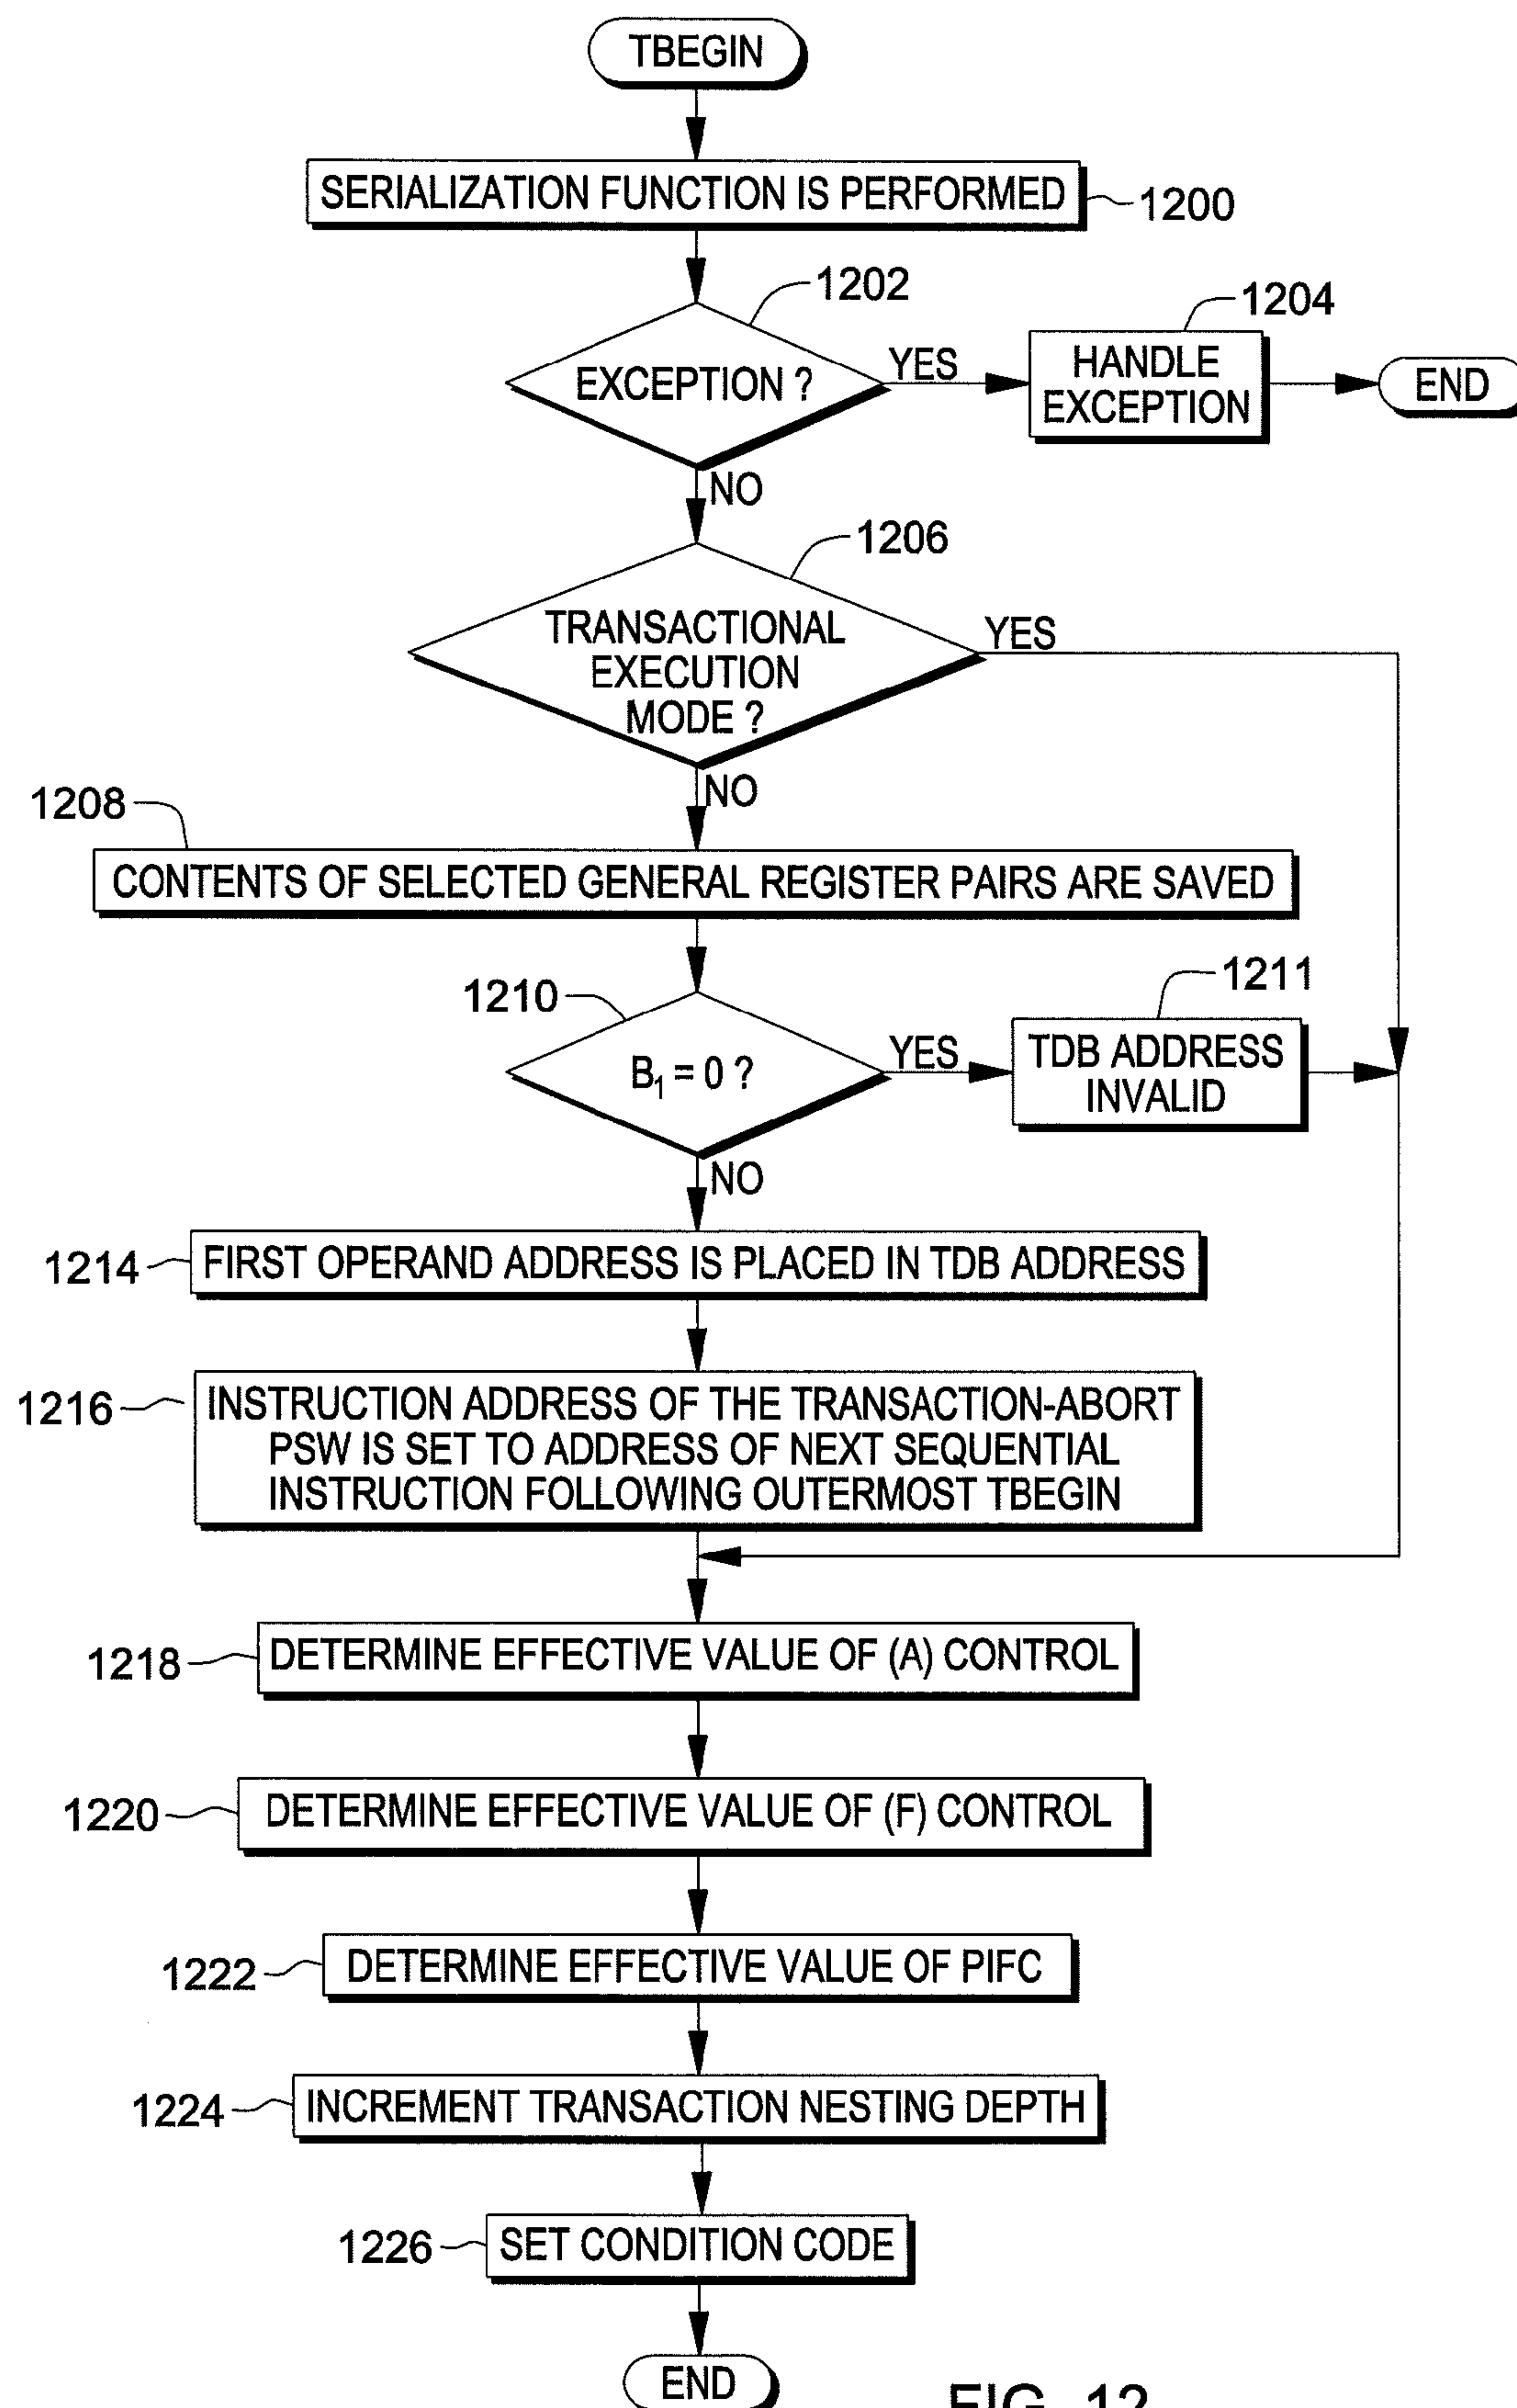 TBEGIN
SERIALIZATION FUNCTION IS PERFORMED
1200
1202
1204
EXCEPTION ?
YES
HANDLE
EXCEPTION
END
NO
1206
TRANSACTIONAL
EXECUTION
MODE ?
YES
NO
1208
CONTENTS OF SELECTED GENERAL REGISTER PAIRS ARE SAVED
1210
1211
B₁ = 0 ?
YES
TDB ADDRESS
INVALID
NO
1214
FIRST OPERAND ADDRESS IS PLACED IN TDB ADDRESS
1216
INSTRUCTION ADDRESS OF THE TRANSACTION-ABORT
PSW IS SET TO ADDRESS OF NEXT SEQUENTIAL
INSTRUCTION FOLLOWING OUTERMOST TBEGIN
1218
DETERMINE EFFECTIVE VALUE OF (A) CONTROL
1220
DETERMINE EFFECTIVE VALUE OF (F) CONTROL
1222
DETERMINE EFFECTIVE VALUE OF PIFC
1224
INCREMENT TRANSACTION NESTING DEPTH
1226
SET CONDITION CODE
END
FIG. 12